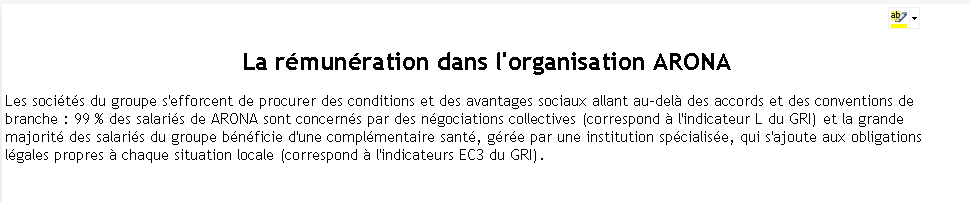 ab
La rémunération dans l'organisation ARONA
Les sociétés du groupe s'efforcent de procurer des conditions et des avantages sociaux allant au-delà des accords et des conventions de
branche : 99 % des salariés de ARONA sont concernés par des négociations collectives (correspond à l'indicateur L du GRI) et la grande
majorité des salariés du groupe bénéficie d'une complémentaire santé, gérée par une institution spécialisée, qui s'ajoute aux obligations
légales propres à chaque situation locale (correspond à l'indicateurs EC3 du GRI).